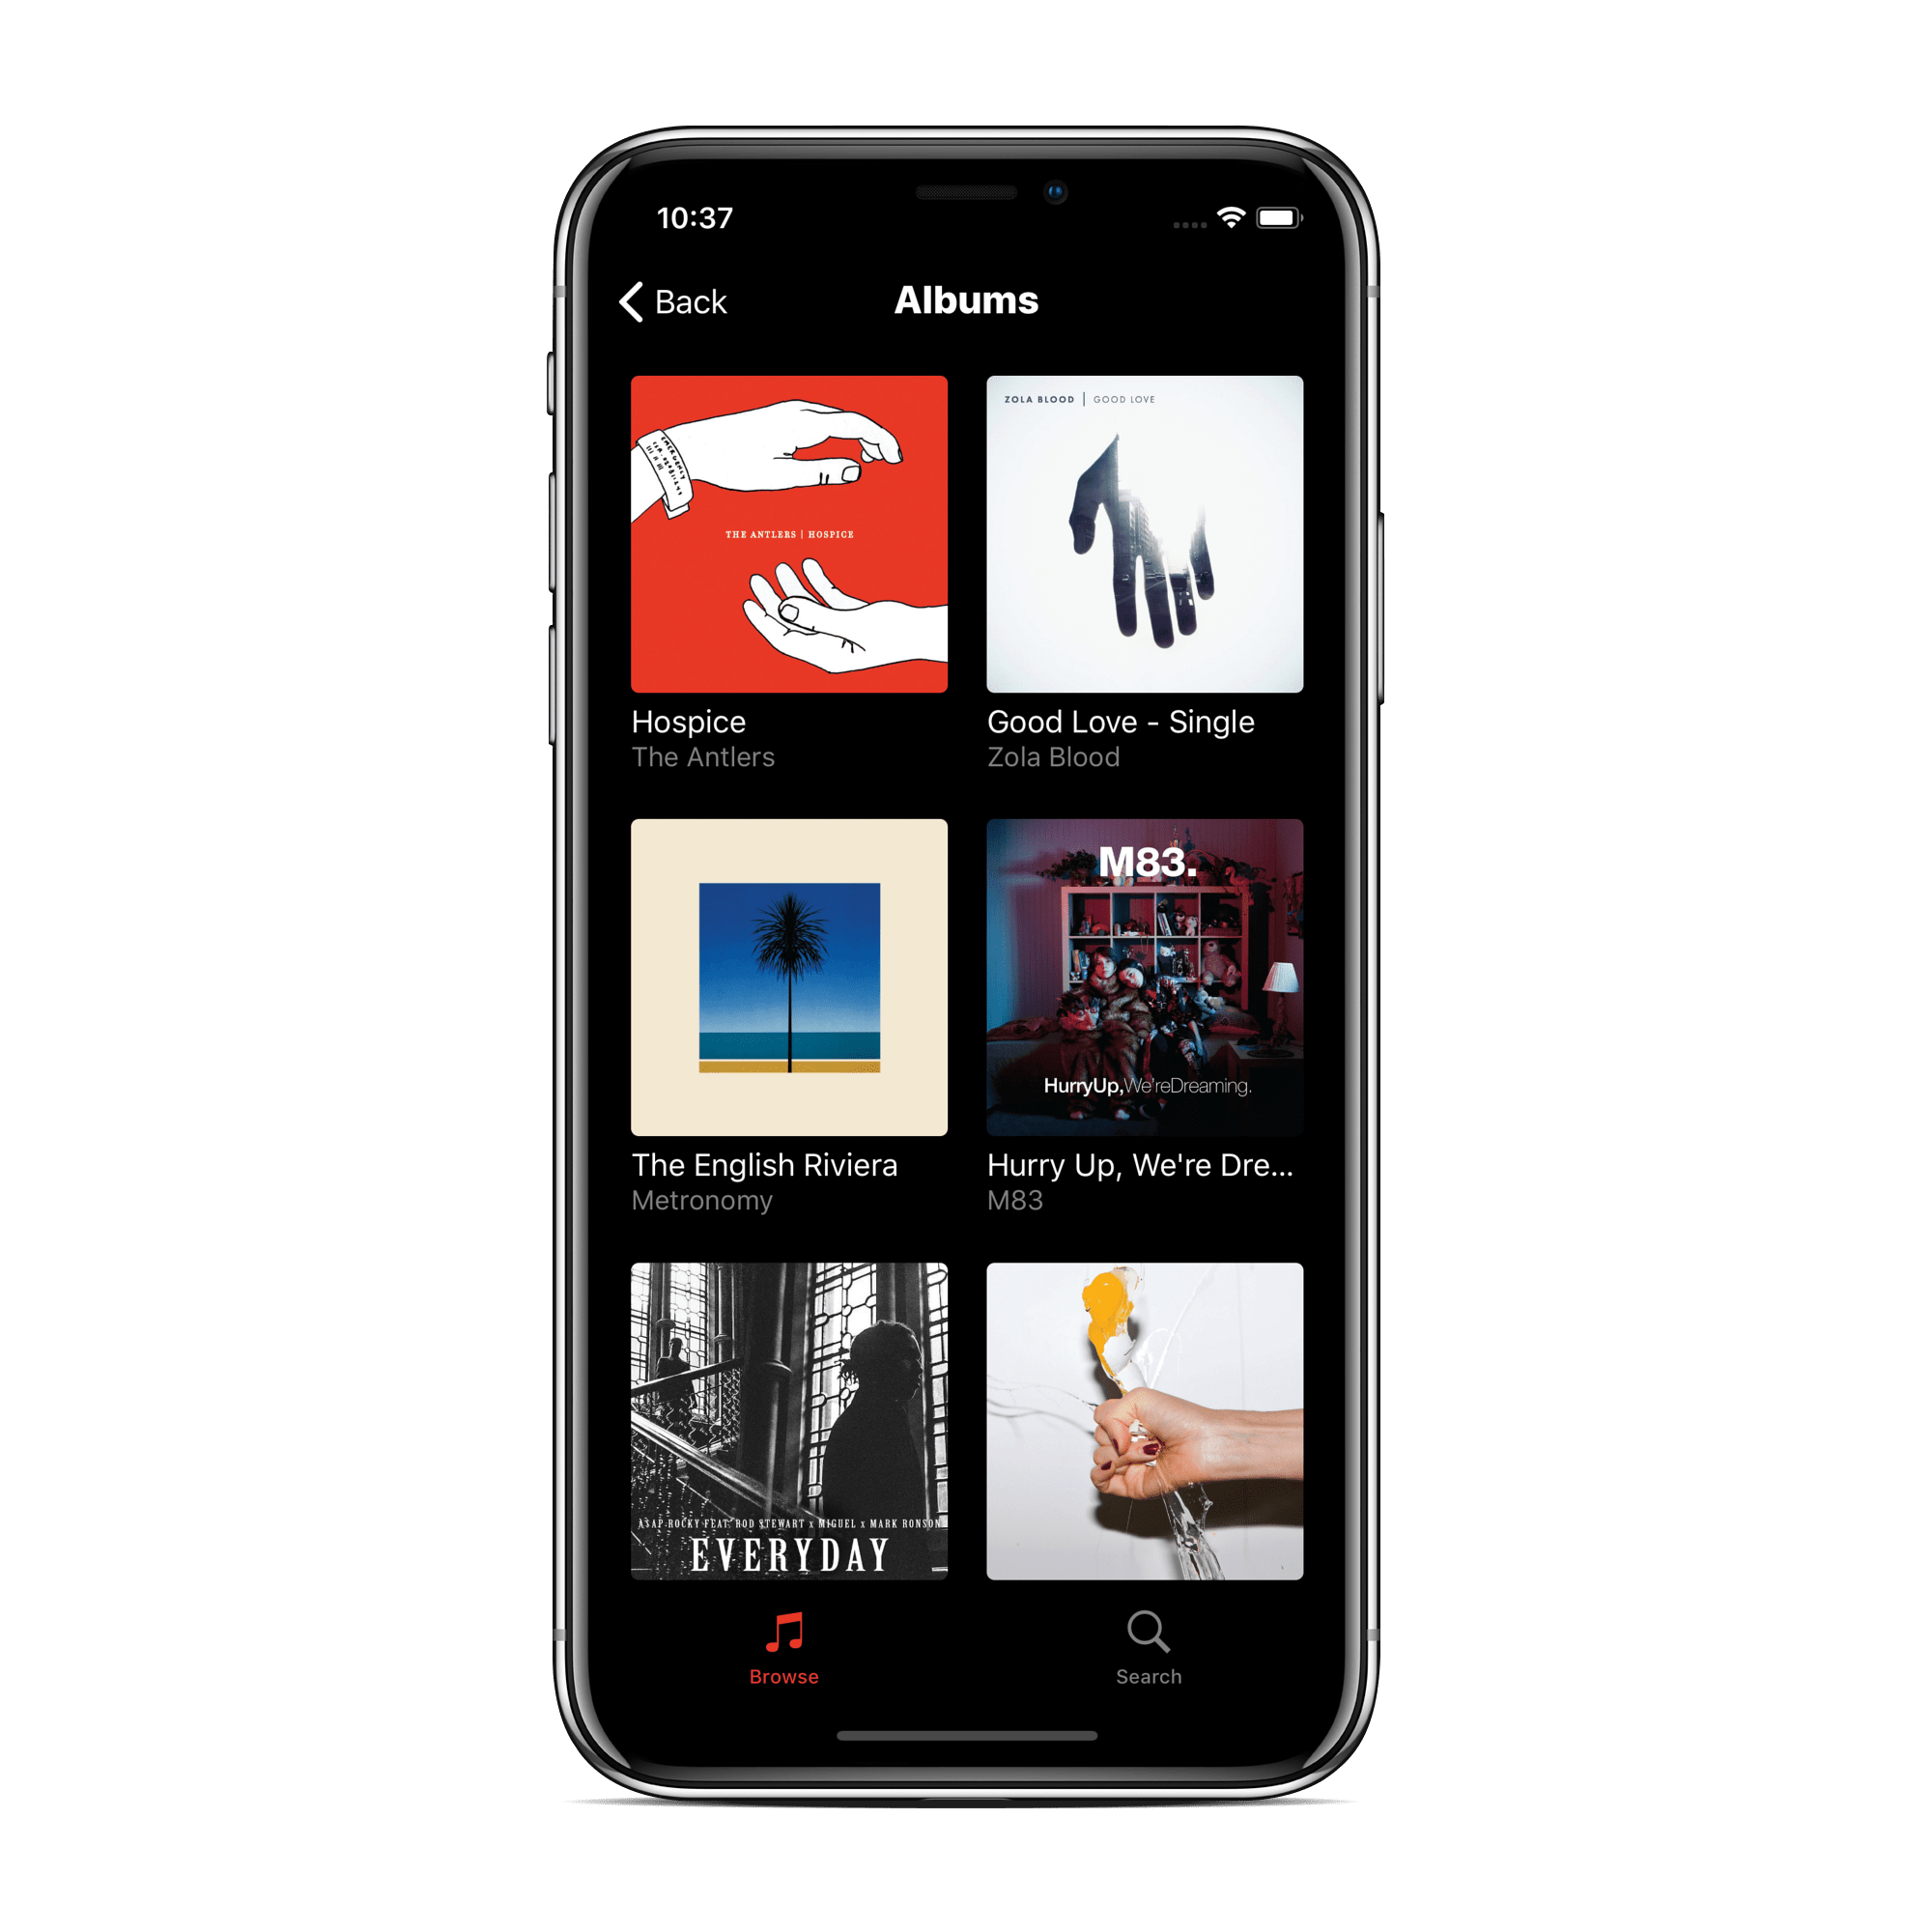 10:37
Back
Albums
EMERGENCY
THE ANTLERS | HOSPICE
ZOLA BLOOD | GOOD LOVE
Hospice
The Antlers
Good Love - Single
Zola Blood
M83.
HurryUp,We'reDreaming.
The English Riviera
Metronomy
Hurry Up, We're Dre...
M83
A$AP ROCKY FEAT. ROD STEWART x MIGUEL x MARK RONSON
EVERYDAY
Browse
Search